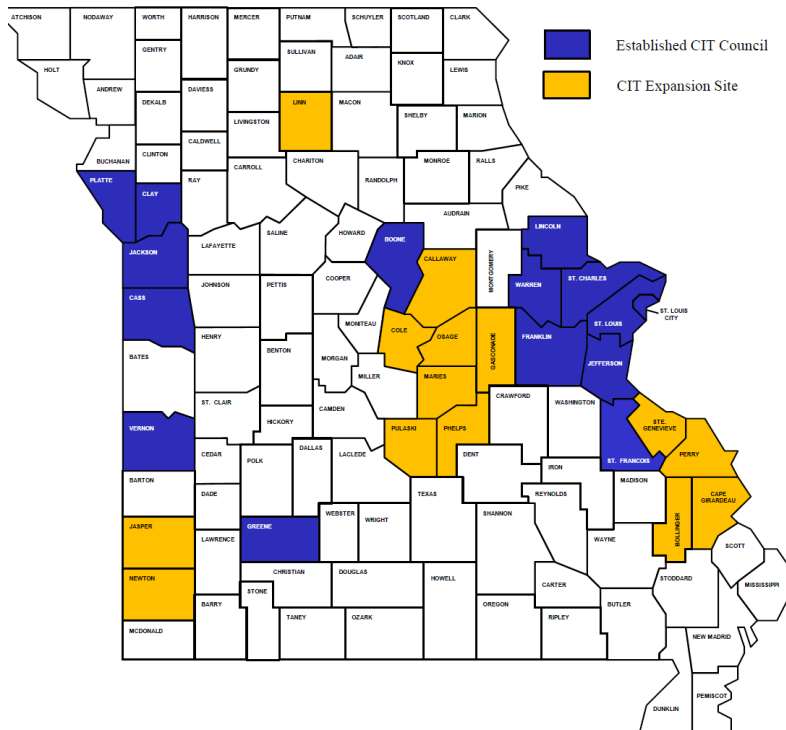 ATCHISON
NODAWAY
WORTH
HARRISON
MERCER
PUTNAM
SCHUYLER
SCOTLAND
CLARK
Established CIT Council
CIT Expansion Site
HOLT
GENTRY
SULLIVAN
ADAIR
KNOX
LEWIS
ANDREW
DEKALB
DAVIESS
GRUNDY
LINN
MACON
SHELBY
MARION
LIVINGSTON
BUCHANAN
CLINTON
CALDWELL
CARROLL
CHARITON
RANDOLPH
MONROE
RALLS
PIKE
PLATTE
CLAY
RAY
AUDRAIN
JACKSON
LAFAYETTE
SALINE
HOWARD
BOONE
CALLAWAY
MONTGOMERY
LINCOLN
WARREN
ST. CHARLES
CASS
JOHNSON
PETTIS
COOPER
MONITEAU
COLE
OSAGE
GASCONADE
FRANKLIN
ST. LOUIS
ST. LOUIS
CITY
JEFFERSON
BATES
HENRY
BENTON
MORGAN
MILLER
MARIES
ST. CLAIR
HICKORY
CAMDEN
PULASKI
PHELPS
CRAWFORD
WASHINGTON
STE.
GENEVIEVE
VERNON
CEDAR
POLK
DALLAS
LACLEDE
DENT
IRON
ST. FRANCOIS
PERRY
BARTON
DADE
TEXAS
REYNOLDS
MADISON
BOLLINGER
CAPE
GIRARDEAU
JASPER
LAWRENCE
GREENE
WEBSTER
WRIGHT
SHANNON
WAYNE
SCOTT
NEWTON
CHRISTIAN
DOUGLAS
HOWELL
CARTER
STODDARD
MISSISSIPPI
MCDONALD
BARRY
STONE
TANEY
OZARK
OREGON
RIPLEY
BUTLER
NEW MADRID
DUNKLIN
PEMISCOT